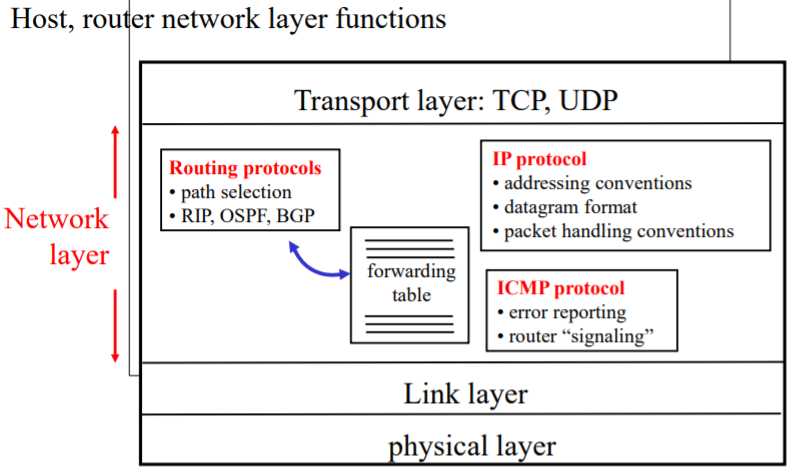 Host, router network layer functions
Transport layer: TCP, UDP
Network
layer
Routing protocols
• path selection
• RIP, OSPF, BGP
forwarding
table
IP protocol
• addressing conventions
• datagram format
• packet handling conventions
ICMP protocol
• error reporting
• router “signaling”
Link layer
physical layer